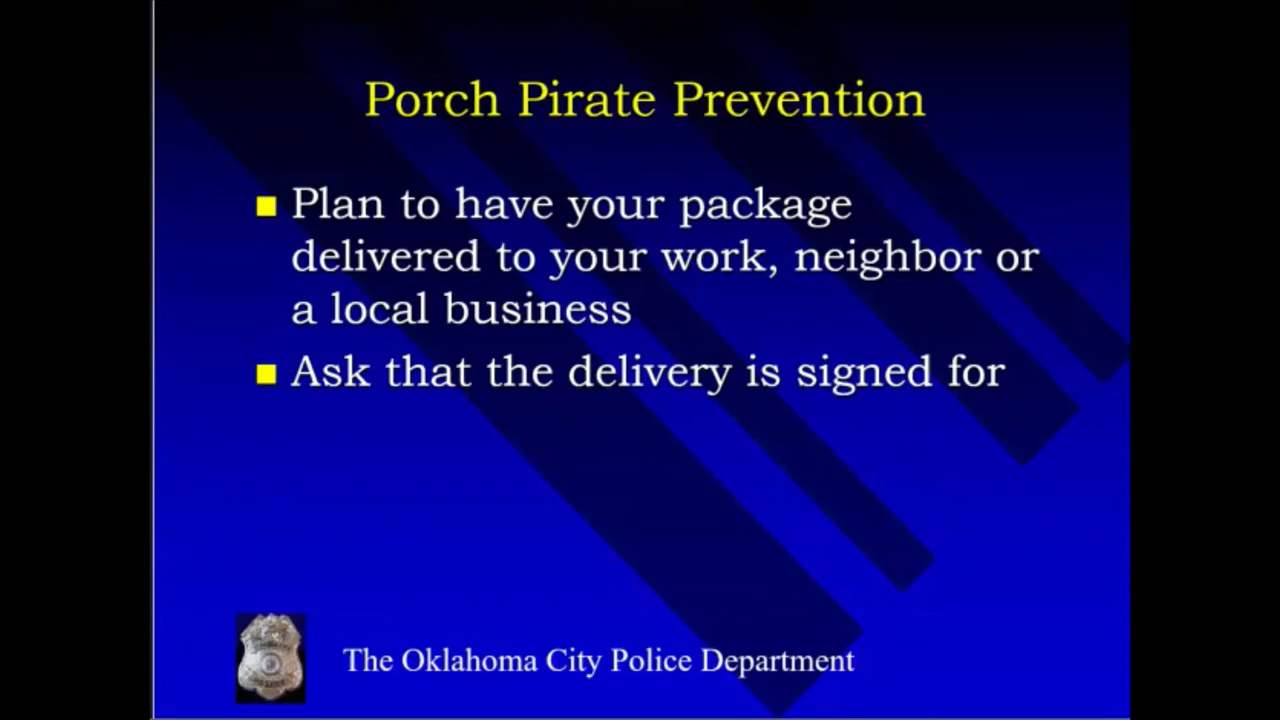 Porch Pirate Prevention
Plan to have your package
delivered to your work, neighbor or
a local business
Ask that the delivery is signed for
The Oklahoma City Police Department